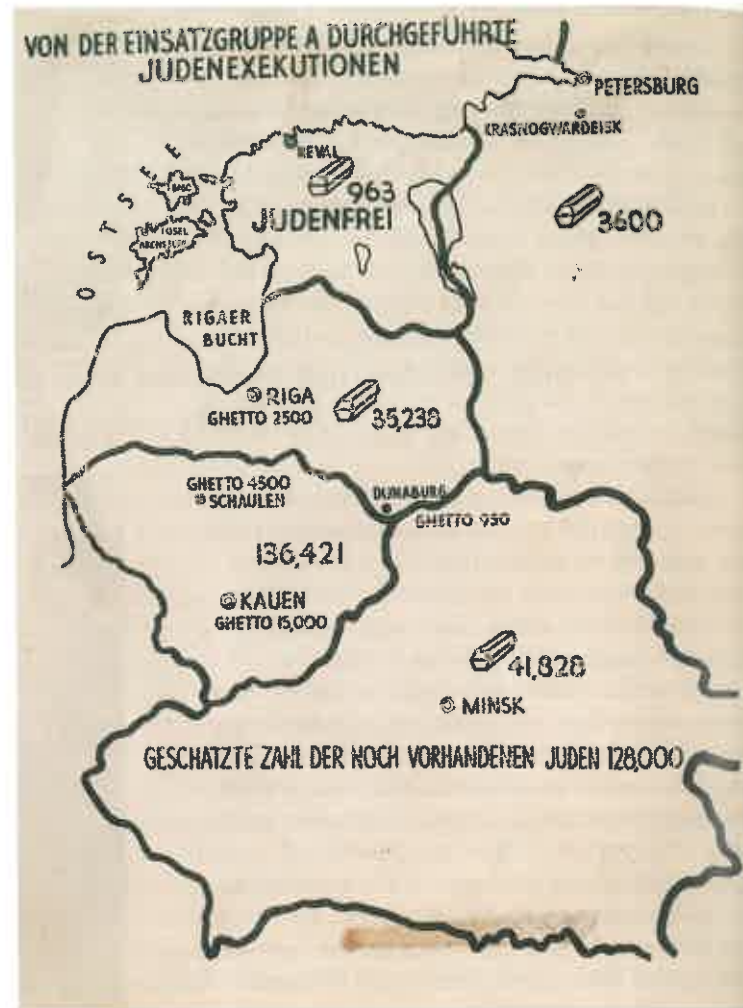 VON DER EINSATZGRUPPE A DURCHGEFÜHRTE
JUDENEXEKUTIONEN
PETERSBURG
KRASNOGWARDEISK
REVAL
963
JUDENFREI
3600
OSTSEE
RIGAER
BUCHT
RIGA
GHETTO 2500
35,238
GHETTO 4500
SCHAULEN
DÜNABURG
GHETTO 950
136,421
KAUEN
GHETTO 15,000
41,828
MINSK
GESCHÄTZTE ZAHL DER NOCH VORHANDENEN JUDEN 128,000